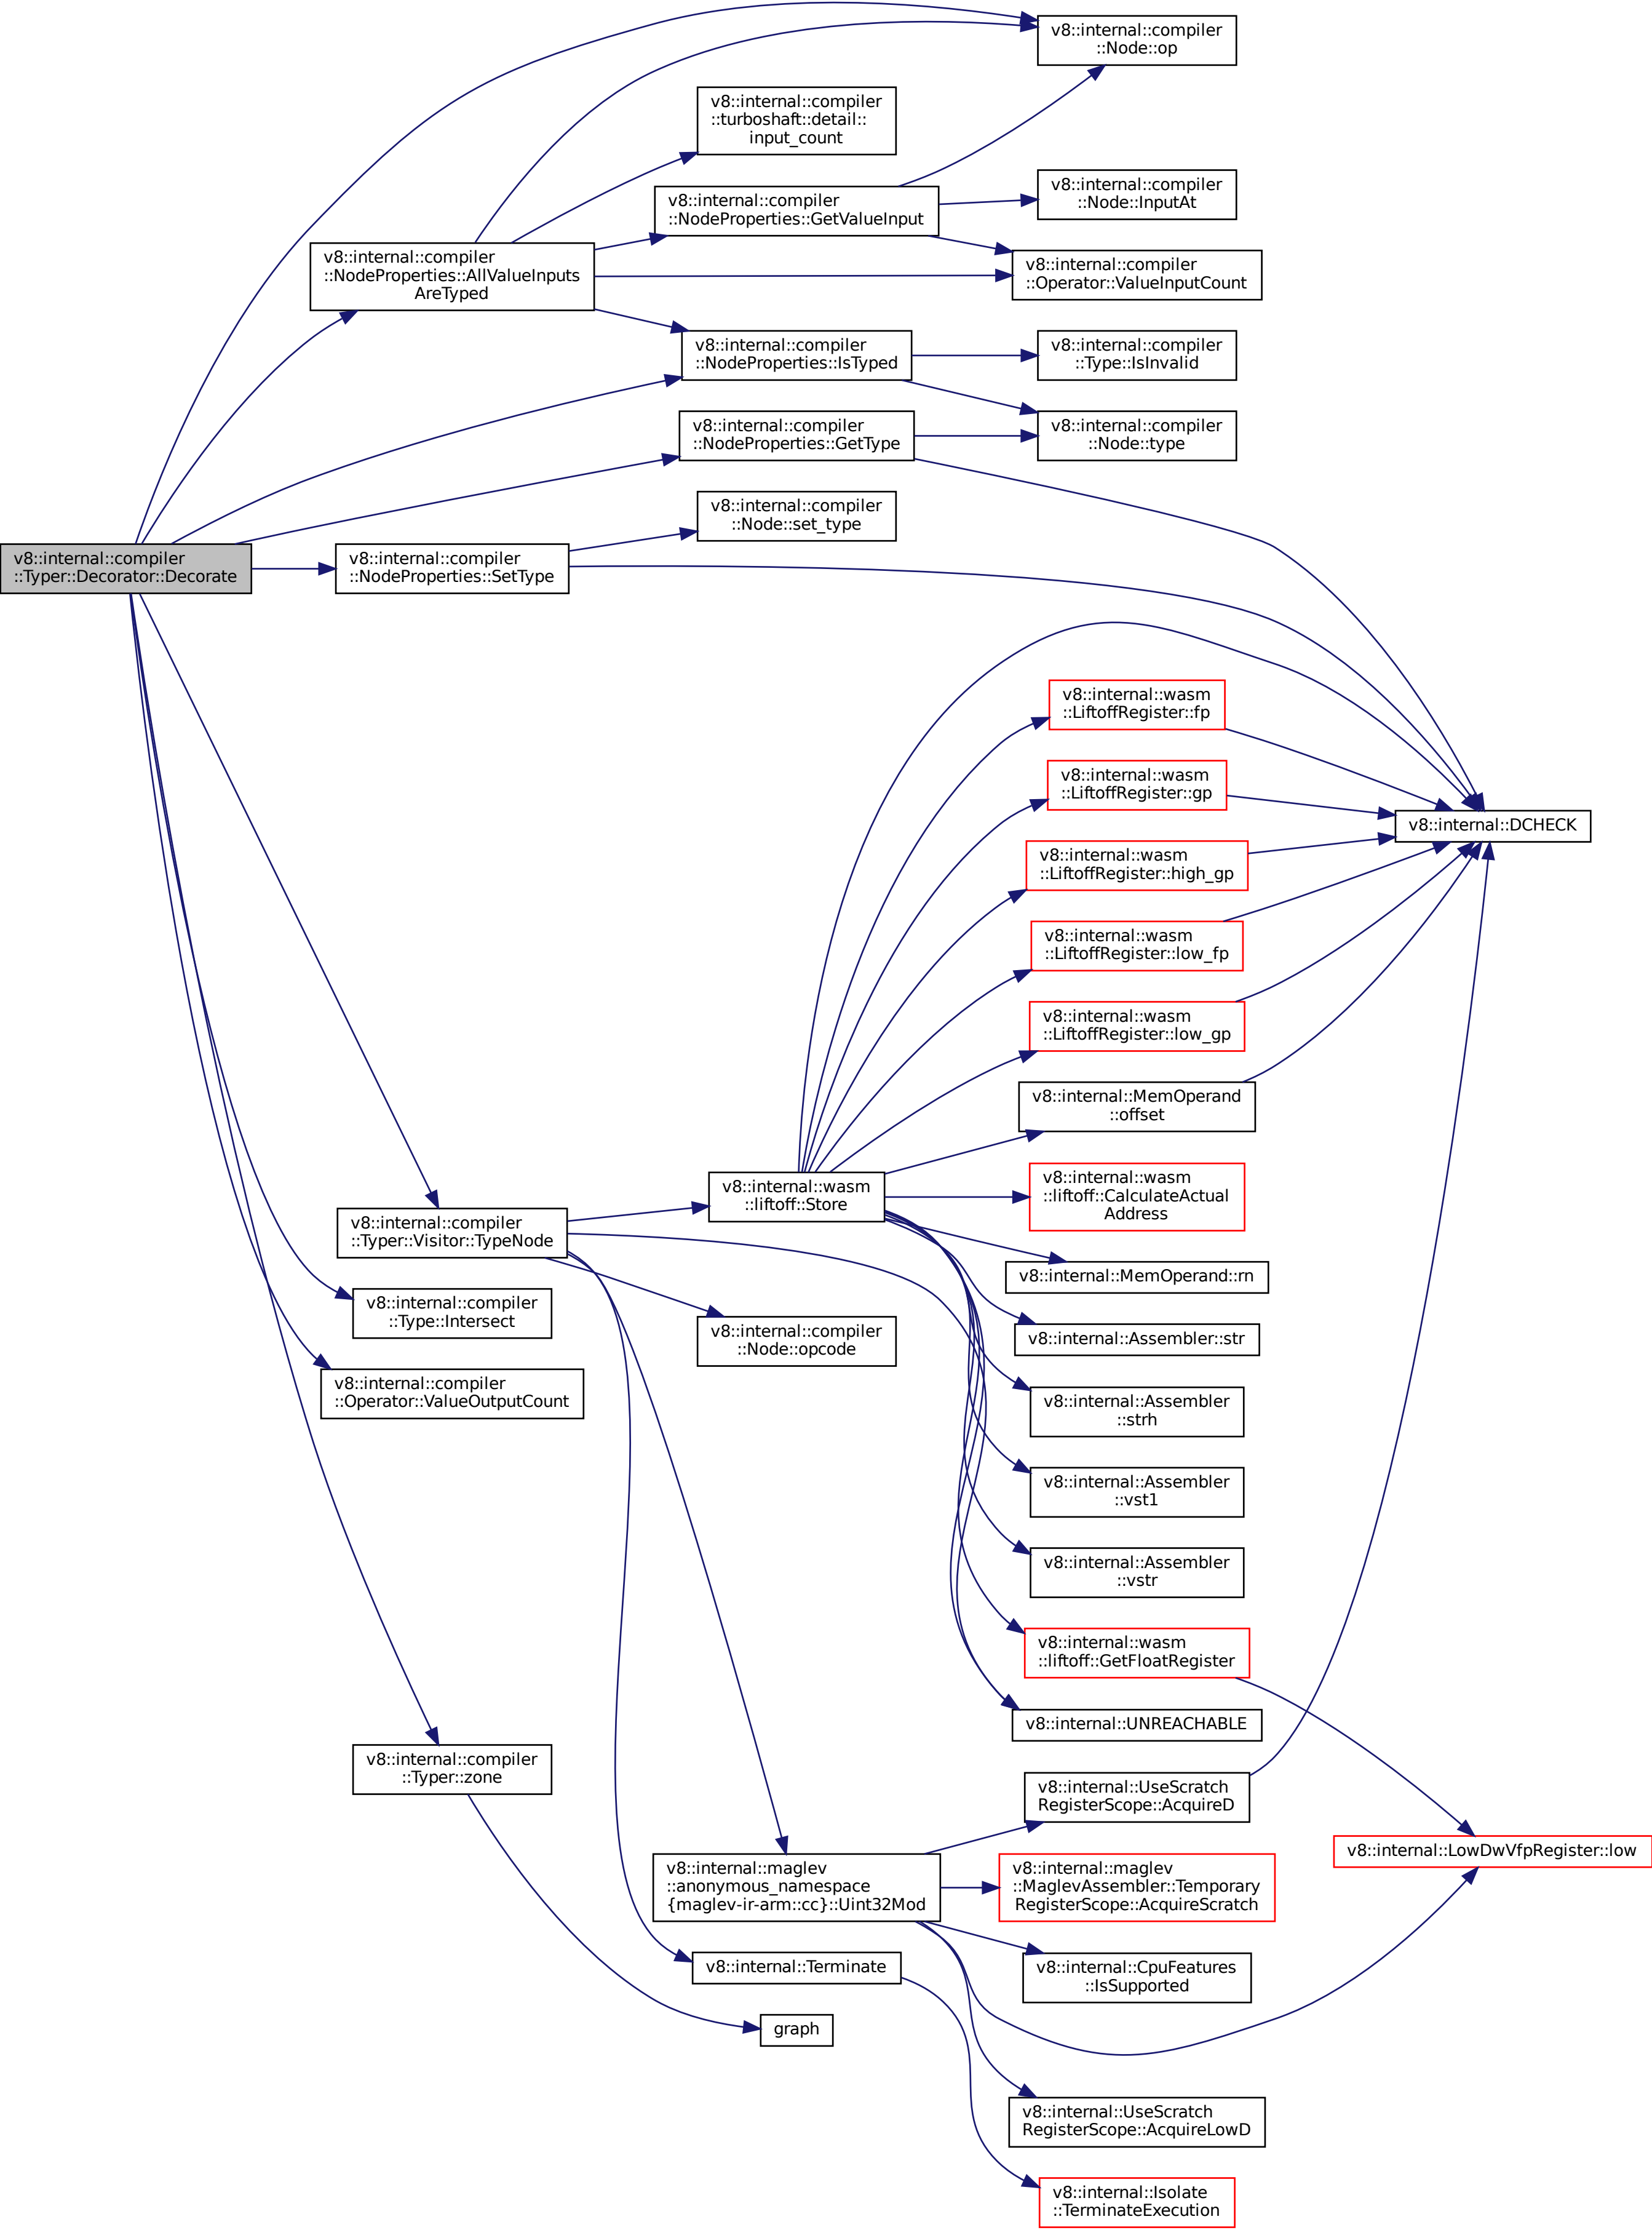 v8::internal::compiler
::Node::op
v8::internal::compiler
::turboshaft::detail::
input_count
v8::internal::compiler
::Node::InputAt
v8::internal::compiler
::NodeProperties::GetValueInput
v8::internal::compiler
::NodeProperties::AllValueInputs
AreTyped
v8::internal::compiler
::Operator::ValueInputCount
v8::internal::compiler
::NodeProperties::IsTyped
v8::internal::compiler
::Type::IsInvalid
v8::internal::compiler
::NodeProperties::GetType
v8::internal::compiler
::Node::type
v8::internal::compiler
::Node::set_type
v8::internal::compiler
::Typer::Decorator::Decorate
v8::internal::compiler
::NodeProperties::SetType
v8::internal::wasm
::LiftoffRegister::fp
v8::internal::wasm
::LiftoffRegister::gp
v8::internal::DCHECK
v8::internal::wasm
::LiftoffRegister::high_gp
v8::internal::wasm
::LiftoffRegister::low_fp
v8::internal::wasm
::LiftoffRegister::low_gp
v8::internal::MemOperand
::offset
v8::internal::wasm
::liftoff::Store
v8::internal::wasm
::liftoff::CalculateActual
Address
v8::internal::compiler
::Typer::Visitor::TypeNode
v8::internal::MemOperand::rn
v8::internal::compiler
::Type::Intersect
v8::internal::compiler
::Node::opcode
v8::internal::Assembler::str
v8::internal::compiler
::Operator::ValueOutputCount
v8::internal::Assembler
::strh
v8::internal::Assembler
::vst1
v8::internal::Assembler
::vstr
v8::internal::wasm
::liftoff::GetFloatRegister
v8::internal::UNREACHABLE
v8::internal::compiler
::Typer::zone
v8::internal::UseScratch
RegisterScope::AcquireD
v8::internal::LowDwVfpRegister::low
v8::internal::maglev
::anonymous_namespace
{maglev-ir-arm::cc}::Uint32Mod
v8::internal::maglev
::MaglevAssembler::Temporary
RegisterScope::AcquireScratch
v8::internal::Terminate
v8::internal::CpuFeatures
::IsSupported
graph
v8::internal::UseScratch
RegisterScope::AcquireLowD
v8::internal::Isolate
::TerminateExecution